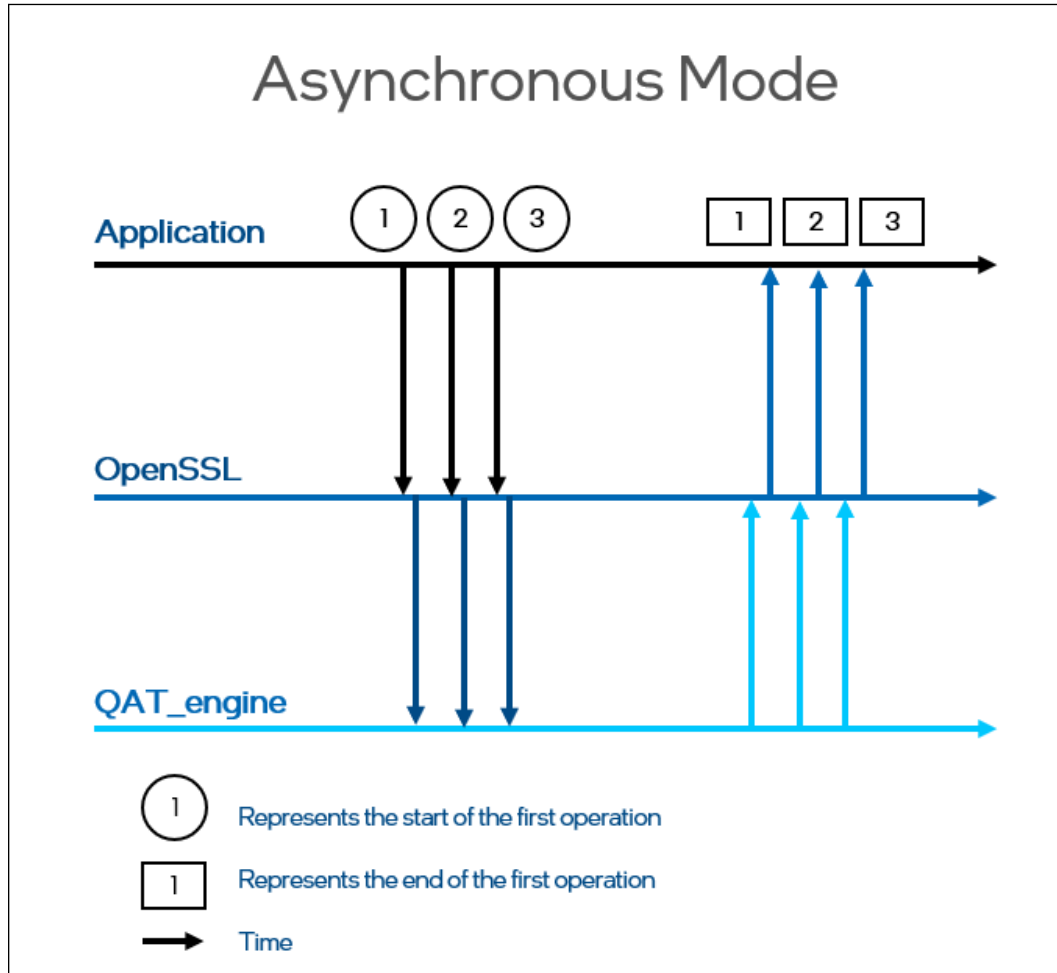 Asynchronous Mode
1 2 3 1 2 3
Application
OpenSSL
QAT_engine
1 Represents the start of the first operation
1 Represents the end of the first operation
Time